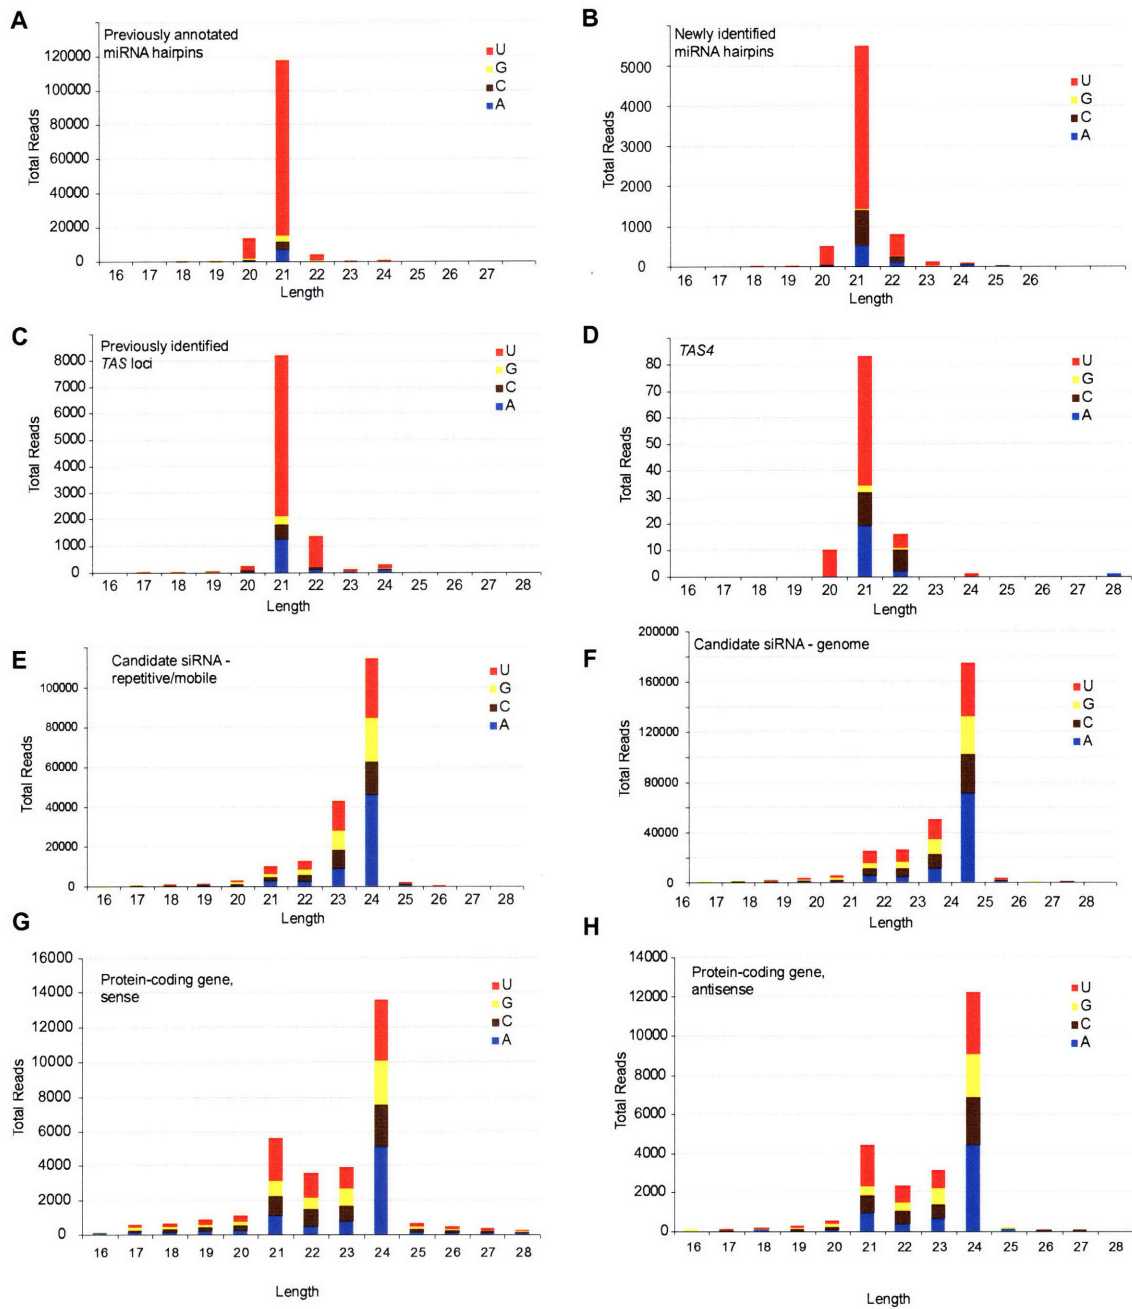 A
Previously annotated
miRNA hairpins
U
G
C
A
Total Reads
120000
100000
80000
60000
40000
20000
0
16 17 18 19 20 21 22 23 24 25 26 27
Length
B
Newly identified
miRNA hairpins
U
G
C
A
Total Reads
5000
4000
3000
2000
1000
0
16 17 18 19 20 21 22 23 24 25 26
Length
C
Previously identified
TAS loci
U
G
C
A
Total Reads
8000
7000
6000
5000
4000
3000
2000
1000
0
16 17 18 19 20 21 22 23 24 25 26 27 28
Length
D
TAS4
U
G
C
A
Total Reads
80
70
60
50
40
30
20
10
0
16 17 18 19 20 21 22 23 24 25 26 27 28
Length
E
Candidate siRNA -
repetitive/mobile
U
G
C
A
Total Reads
100000
80000
60000
40000
20000
0
16 17 18 19 20 21 22 23 24 25 26 27 28
Length
F
Candidate siRNA - genome
U
G
C
A
Total Reads
200000
160000
120000
80000
40000
0
16 17 18 19 20 21 22 23 24 25 26 27 28
Length
G
Protein-coding gene,
sense
U
G
C
A
Total Reads
16000
14000
12000
10000
8000
6000
4000
2000
0
16 17 18 19 20 21 22 23 24 25 26 27 28
Length
H
Protein-coding gene,
antisense
U
G
C
A
Total Reads
14000
12000
10000
8000
6000
4000
2000
0
16 17 18 19 20 21 22 23 24 25 26 27 28
Length